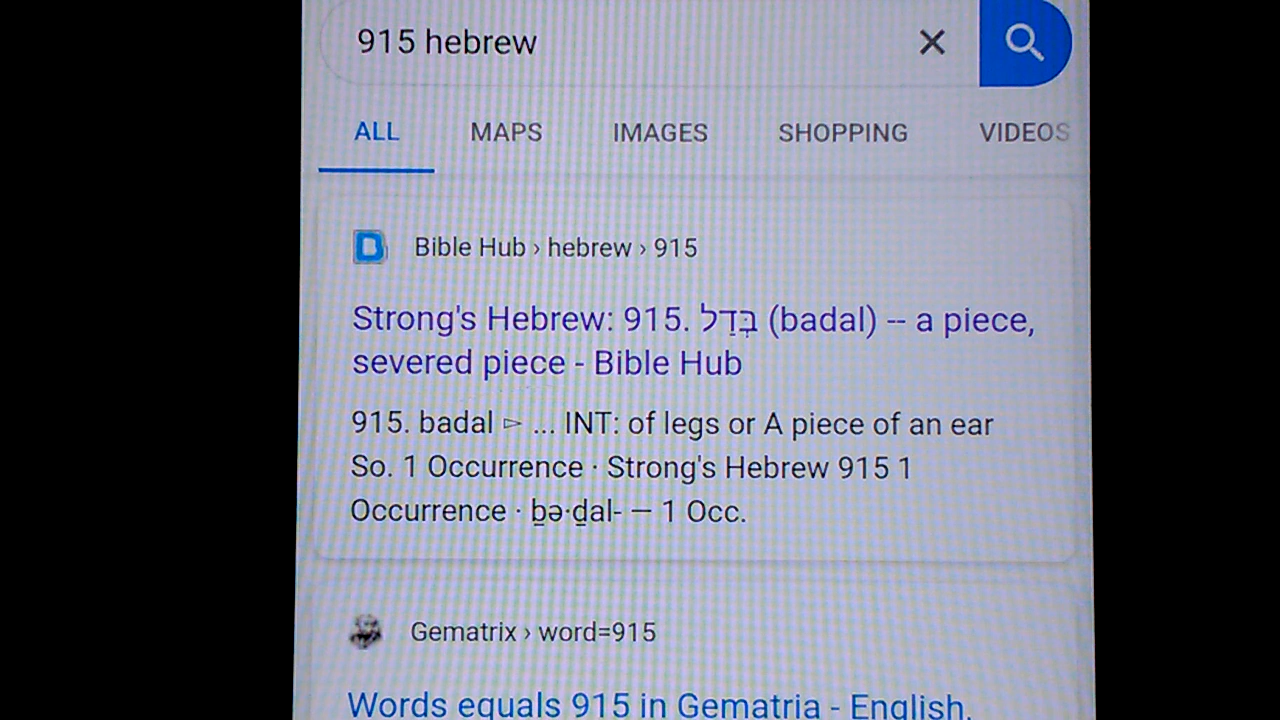 915 hebrew
ALL MAPS IMAGES SHOPPING VIDEOS
Bible Hub › hebrew › 915
Strong's Hebrew: 915. בְּדַל (badal) -- a piece,
severed piece - Bible Hub
915. badal ▻ ... INT: of legs or A piece of an ear
So. 1 Occurrence · Strong's Hebrew 915 1
Occurrence · ḇə·ḏal- — 1 Occ.
Gematrix › word=915
Words equals 915 in Gematria - English,